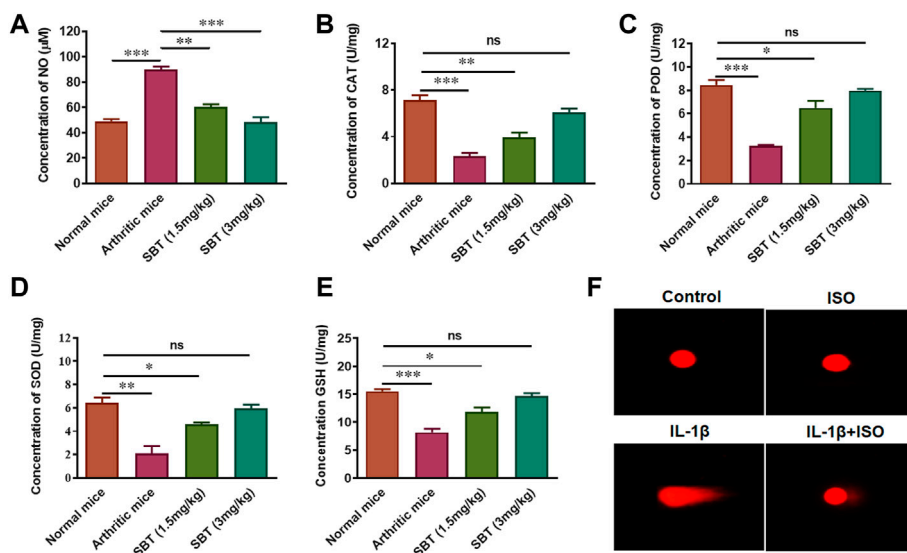 A
Concentration of NO (μM)
120
100
80
60
40
20
0
***
**
***
Normal mice
Arthritic mice
SBT (1.5mg/kg)
SBT (3mg/kg)
B
Concentration of CAT (U/mg)
12
8
4
0
ns
**
***
Normal mice
Arthritic mice
SBT (1.5mg/kg)
SBT (3mg/kg)
C
Concentration of POD (U/mg)
12
10
8
6
4
2
0
ns
*
***
Normal mice
Arthritic mice
SBT (1.5mg/kg)
SBT (3mg/kg)
D
Concentration of SOD (U/mg)
12
10
8
6
4
2
0
ns
*
**
Normal mice
Arthritic mice
SBT (1.5mg/kg)
SBT (3mg/kg)
E
Concentration GSH (U/mg)
25
20
15
10
5
0
ns
*
***
Normal mice
Arthritic mice
SBT (1.5mg/kg)
SBT (3mg/kg)
F
Control
ISO
IL-1β
IL-1β+ISO